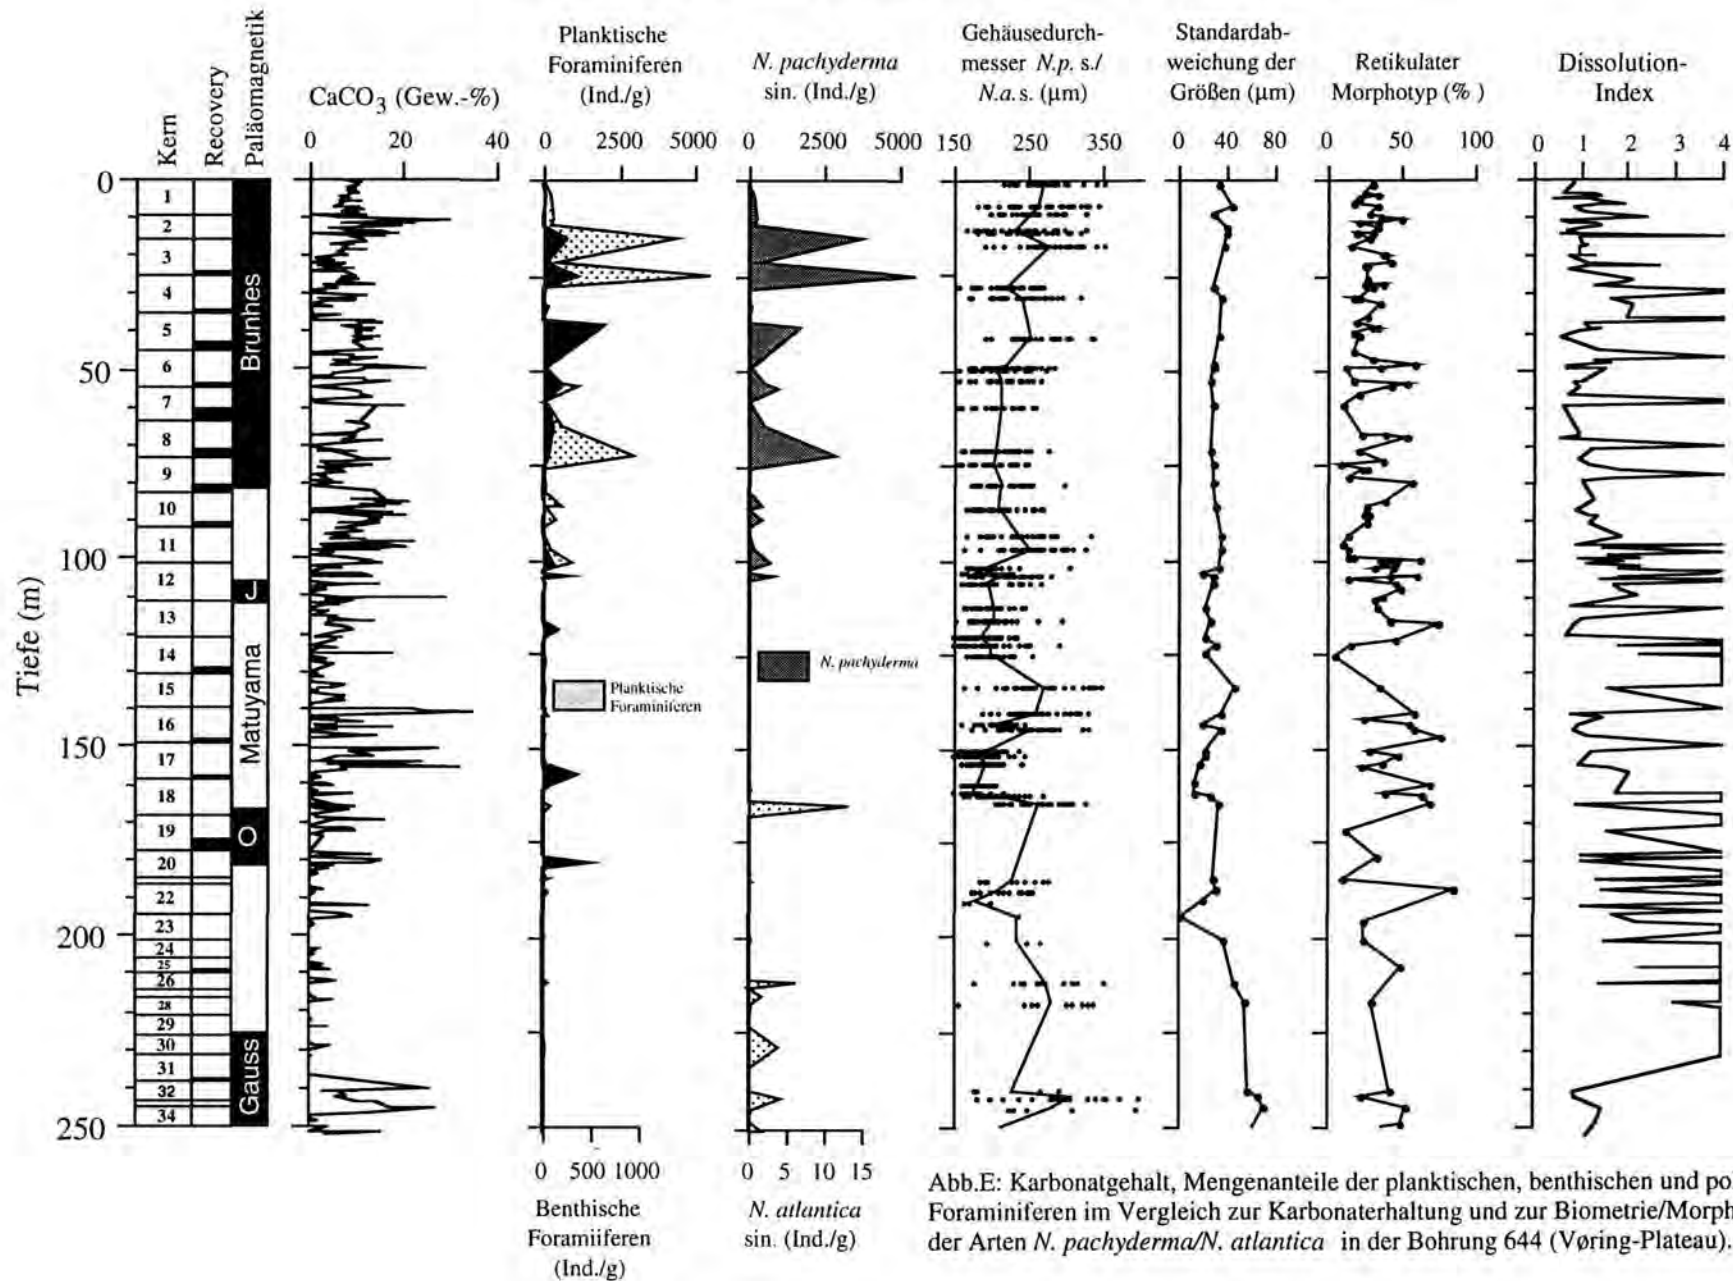 Kern
Recovery
Paläomagnetik
CaCO3 (Gew.-%)
0 20 40
Planktische
Foraminiferen
(Ind./g)
0 2500 5000
N. pachyderma
sin. (Ind./g)
0 2500 5000
Gehäusedurch-
messer N.p. s./
N.a. s. (µm)
150 250 350
Standardab-
weichung der
Größen (µm)
0 40 80
Retikulater
Morphotyp (% )
0 50 100
Dissolution-
Index
0 1 2 3 4
Tiefe (m)
0
50
100
150
200
250
1
2
3
4
5
6
7
8
9
10
11
12
13
14
15
16
17
18
19
20
22
23
24
25
26
28
29
30
31
32
34
Brunhes
J
Matuyama
O
Gauss
Planktische
Foraminiferen
N. pachyderma
0 500 1000
Benthische
Foramiiferen
(Ind./g)
0 5 10 15
N. atlantica
sin. (Ind./g)
Abb.E: Karbonatgehalt, Mengenanteile der planktischen, benthischen und po
Foraminiferen im Vergleich zur Karbonaterhaltung und zur Biometrie/Morph
der Arten N. pachyderma/N. atlantica in der Bohrung 644 (Vøring-Plateau).